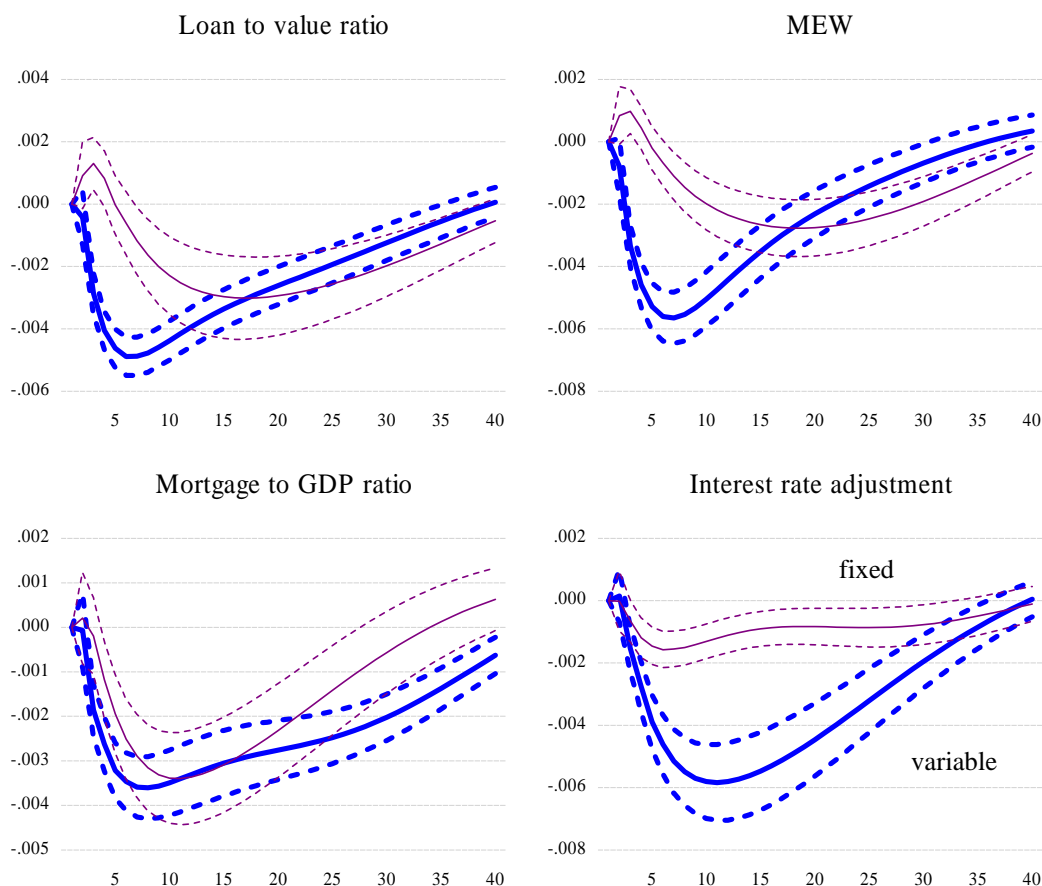 Loan to value ratio
.004
.002
.000
-.002
-.004
-.006
5 10 15 20 25 30 35 40
MEW
.002
.000
-.002
-.004
-.006
-.008
5 10 15 20 25 30 35 40
Mortgage to GDP ratio
.002
.001
.000
-.001
-.002
-.003
-.004
-.005
5 10 15 20 25 30 35 40
Interest rate adjustment
.002
fixed
.000
-.002
-.004
variable
-.006
-.008
5 10 15 20 25 30 35 40